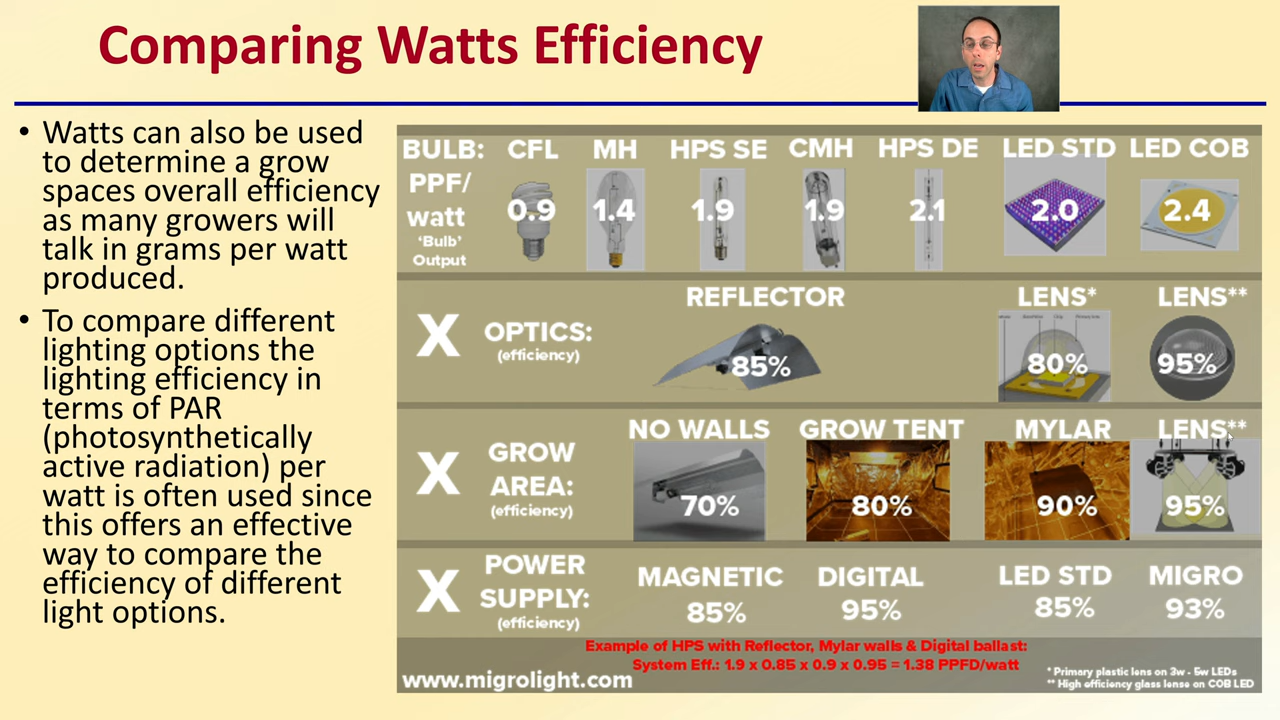 Comparing Watts Efficiency
• Watts can also be used
to determine a grow
spaces overall efficiency
as many growers will
talk in grams per watt
produced.
• To compare different
lighting options the
lighting efficiency in
terms of PAR
(photosynthetically
active radiation) per
watt is often used since
this offers an effective
way to compare the
efficiency of different
light options.
BULB: CFL MH HPS SE CMH HPS DE LED STD LED COB
PPF/
watt 0.9 1.4 1.9 1.9 2.1 2.0 2.4
'Bulb'
Output
REFLECTOR LENS* LENS**
X OPTICS:
(efficiency) 85% 80% 95%
NO WALLS GROW TENT MYLAR LENS**
X GROW
AREA: 70% 80% 90% 95%
(efficiency)
POWER
X SUPPLY: MAGNETIC DIGITAL LED STD MIGRO
(efficiency) 85% 95% 85% 93%
Example of HPS with Reflector, Mylar walls & Digital ballast:
System Eff.: 1.9 x 0.85 x 0.9 x 0.95 = 1.38 PPFD/watt
www.migrolight.com
* Primary plastic lens on 3w - 5w LEDs
** High efficiency glass lense on COB LED